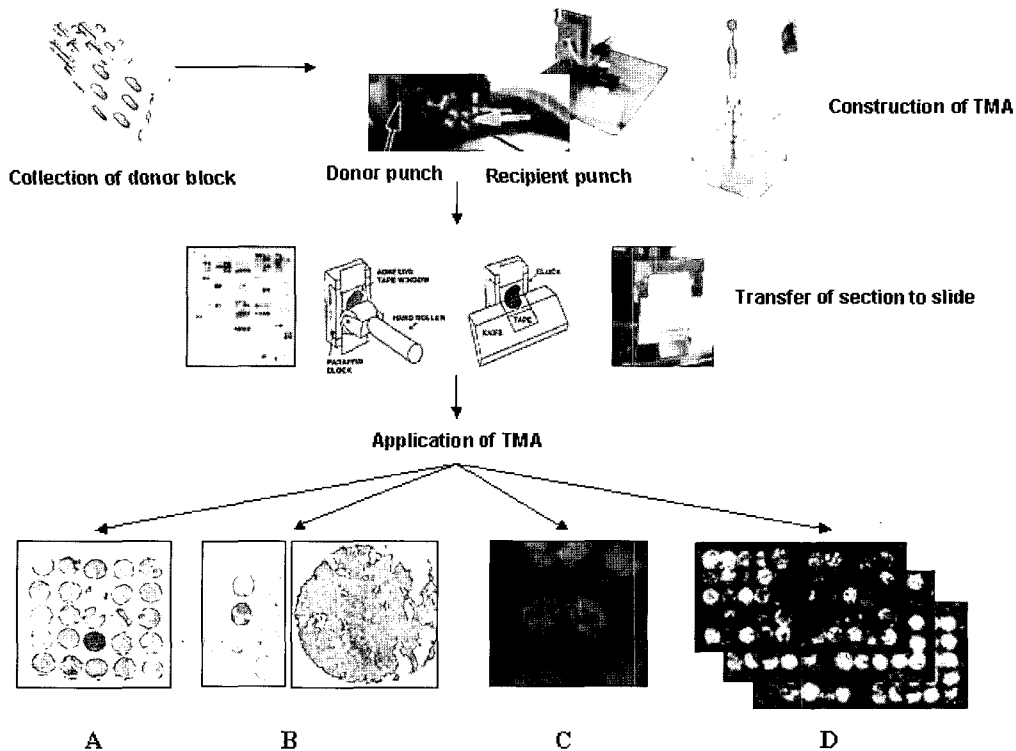 Construction of TMA
Collection of donor block
Donor punch
Recipient punch
ADHESIVE
TAPE WINDOW
HAND ROLLER
PARAFFIN
BLOCK
BLOCK
KNIFE
TAPE
Transfer of section to slide
Application of TMA
A
B
C
D